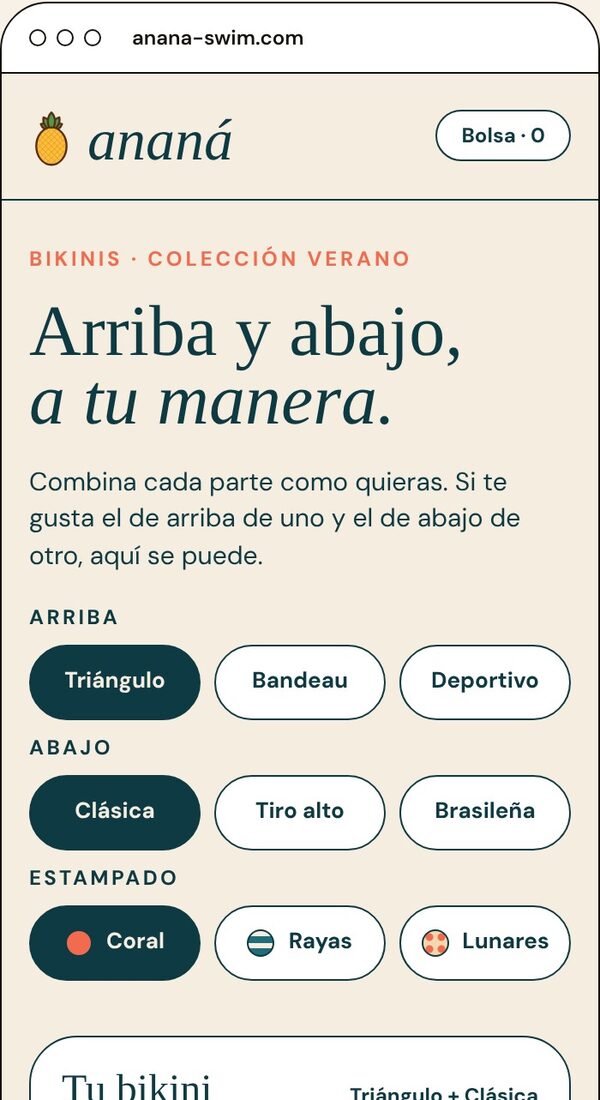 anana-swim.com
ananá
Bolsa · 0
BIKINIS · COLECCIÓN VERANO
Arriba y abajo,
a tu manera.
Combina cada parte como quieras. Si te
gusta el de arriba de uno y el de abajo de
otro, aquí se puede.
ARRIBA
Triángulo
Bandeau
Deportivo
ABAJO
Clásica
Tiro alto
Brasileña
ESTAMPADO
Coral
Rayas
Lunares
Tu bikini
Triángulo + Clásica